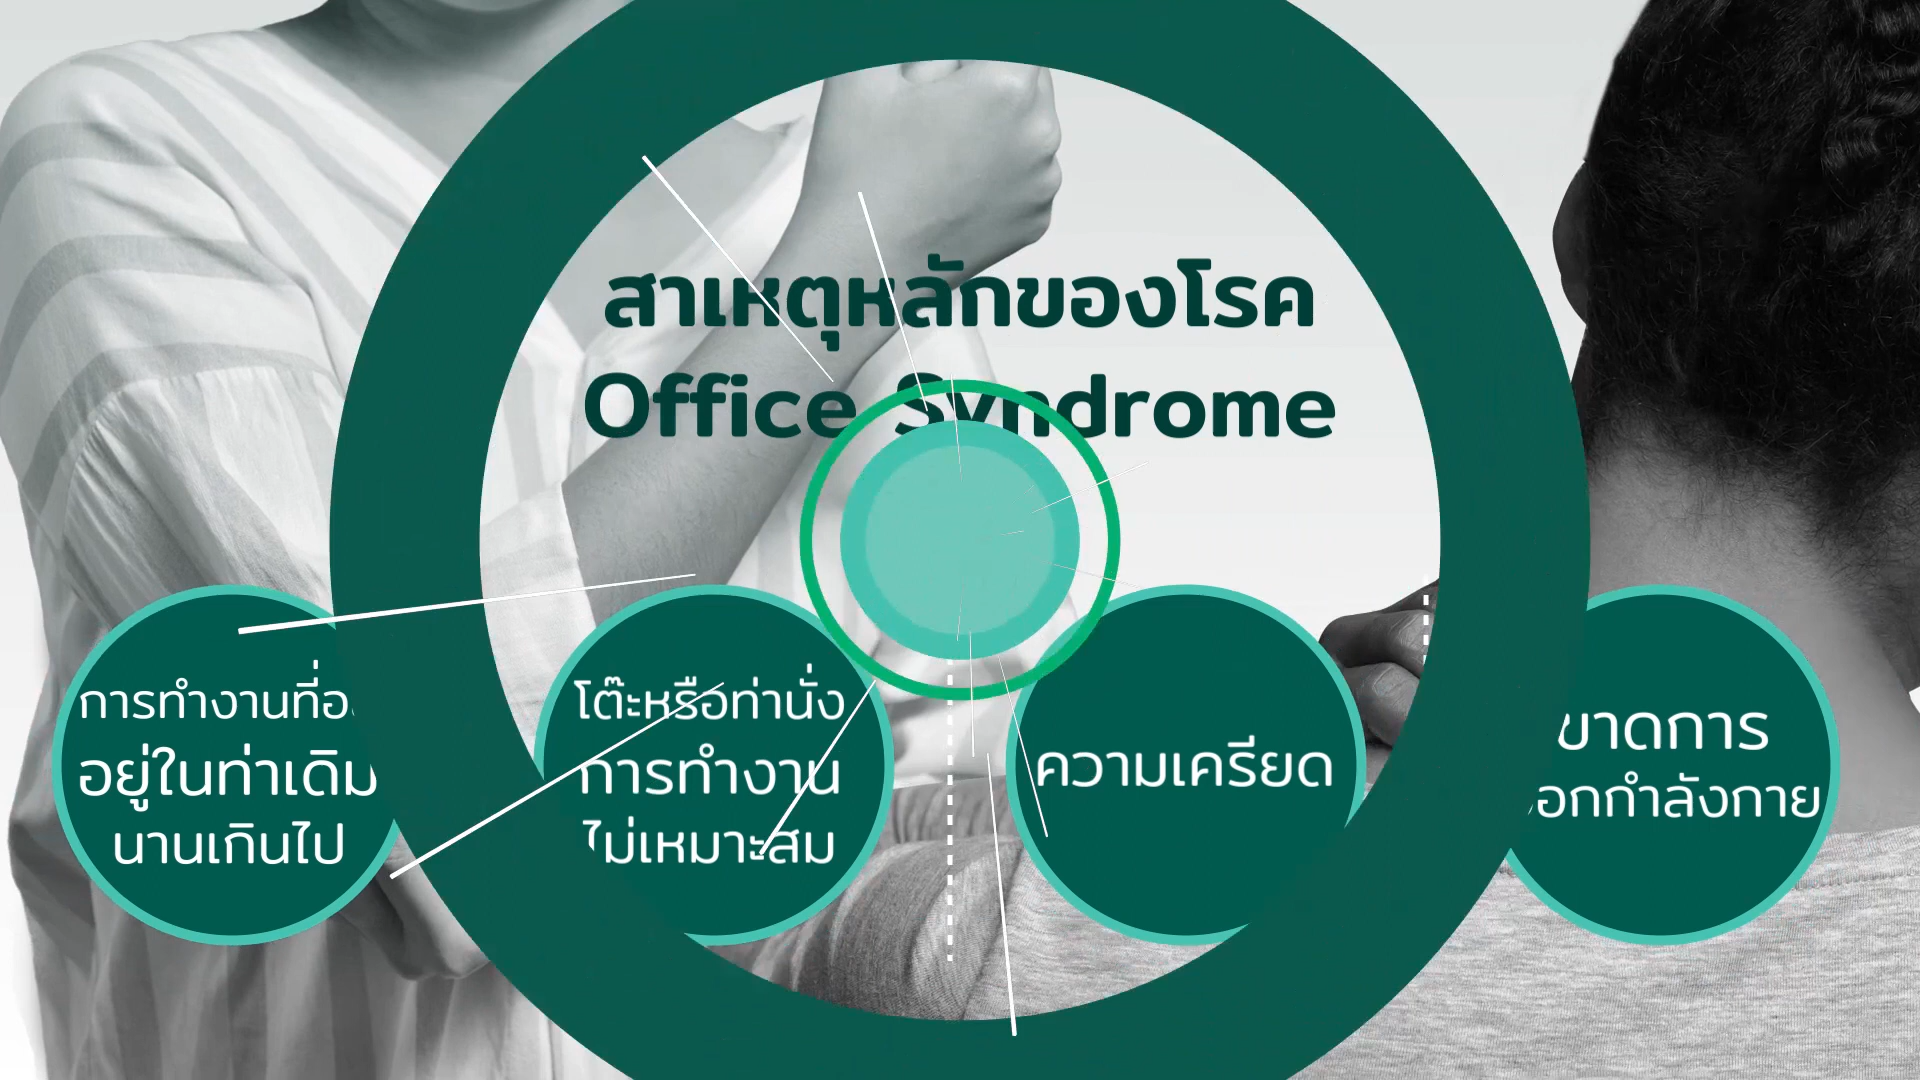 สาเหตุหลักของโรค
Office Syndrome
อยู่ในท่าเดิม
นานเกินไป
โต๊ะหรือท่านั่ง
การทำงาน
ไม่เหมาะสม
ความเครียด
ขาดการ